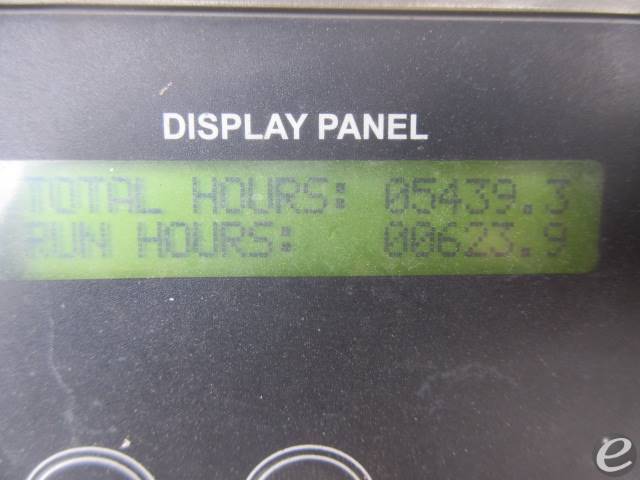 DISPLAY PANEL
TOTAL HOURS: 05439.3
RUN HOURS: 00623.9
e